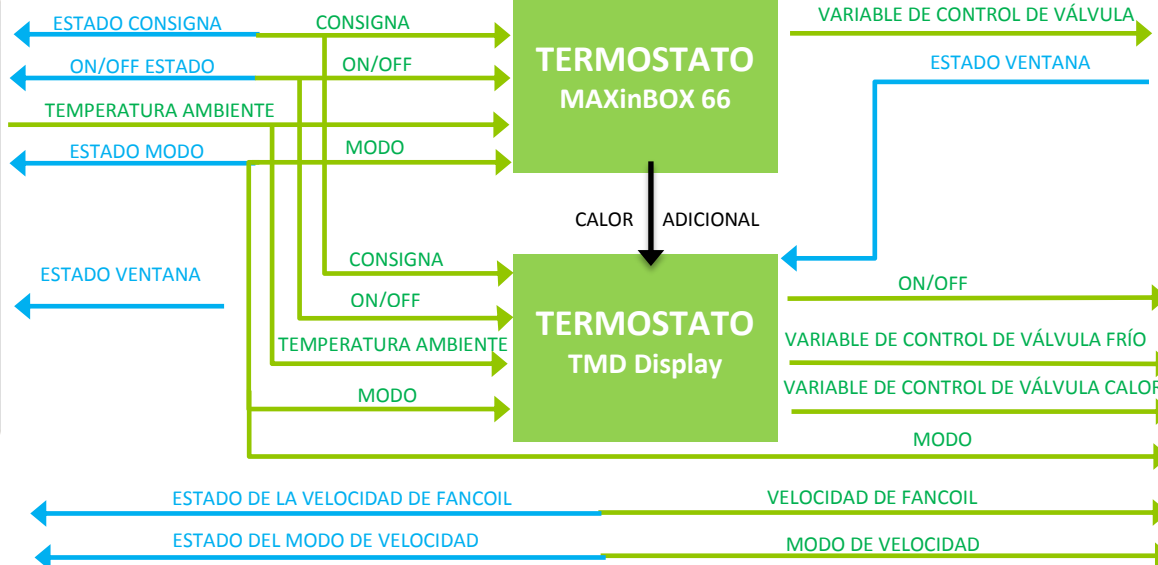 ESTADO CONSIGNA
CONSIGNA
VARIABLE DE CONTROL DE VÁLVULA
ON/OFF ESTADO
ON/OFF
TERMOSTATO
MAXinBOX 66
ESTADO VENTANA
TEMPERATURA AMBIENTE
ESTADO MODO
MODO
CALOR ADICIONAL
ESTADO VENTANA
CONSIGNA
ON/OFF
ON/OFF
TERMOSTATO
TMD Display
TEMPERATURA AMBIENTE
VARIABLE DE CONTROL DE VÁLVULA FRÍO
MODO
VARIABLE DE CONTROL DE VÁLVULA CALOR
MODO
ESTADO DE LA VELOCIDAD DE FANCOIL
VELOCIDAD DE FANCOIL
ESTADO DEL MODO DE VELOCIDAD
MODO DE VELOCIDAD